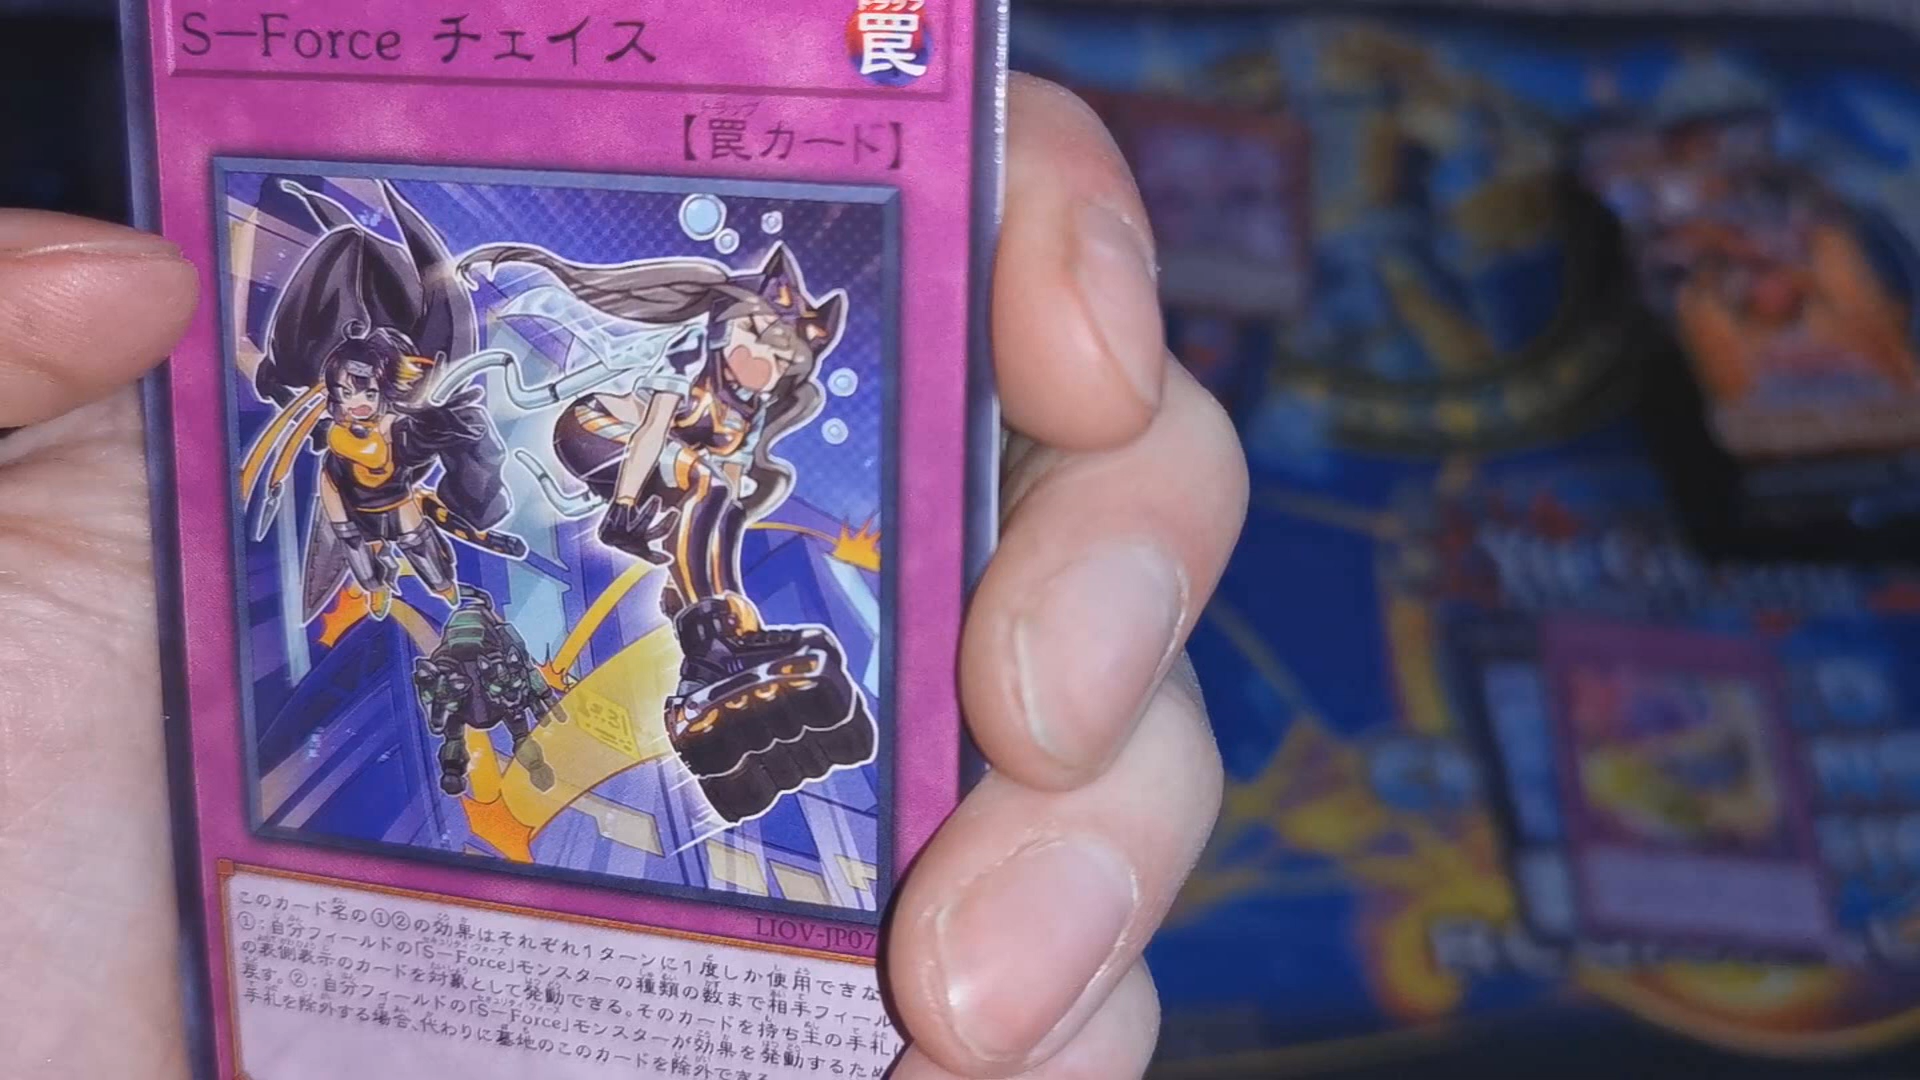 S-Force チェイス
トラップ
罠
トラップ
【罠カード】
LIOV-JP07
このカード名の①②の効果はそれぞれ1ターンに1度しか使用できな
①：自分フィールドの「S-Force」モンスターの種類の数まで相手フィール
の表側表示のカードを対象として発動できる。そのカードを持ち主の手札
戻す。②：自分フィールドの「S-Force」モンスターが効果を発動するため
手札を除外する場合、代わりに墓地のこのカードを除外できる